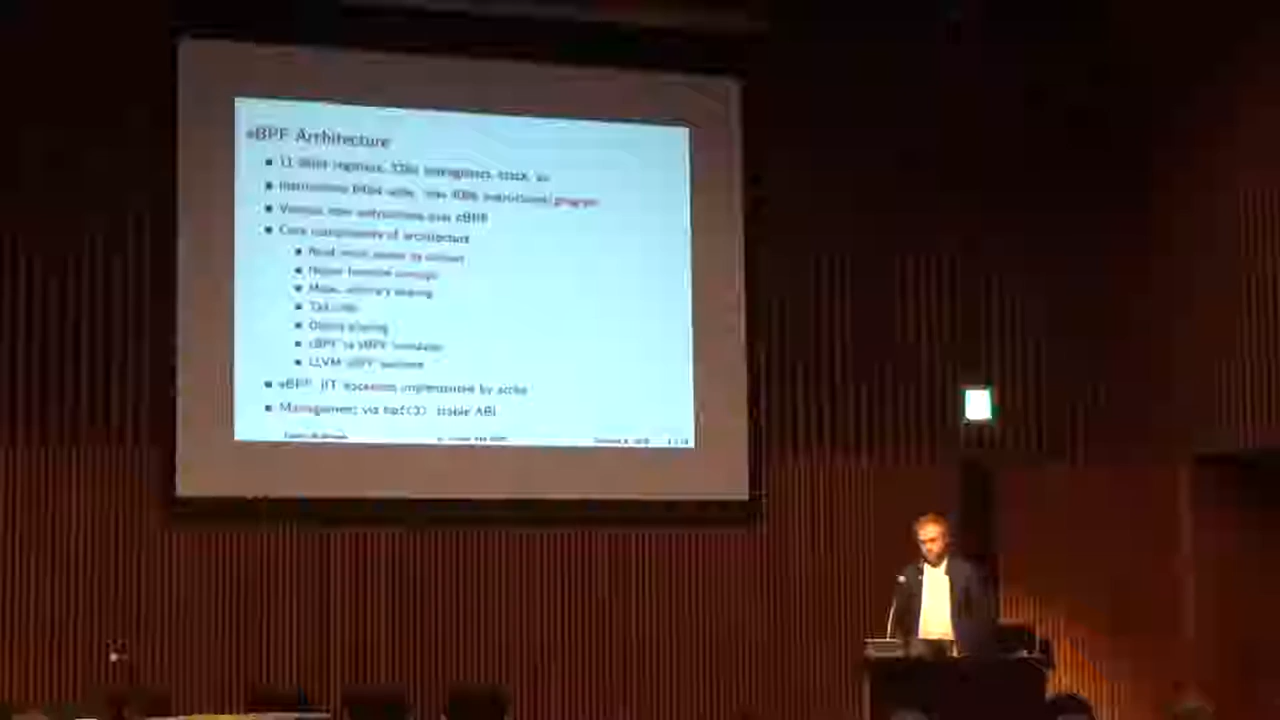 eBPF Architecture
11 64bit registers, 32bit subregisters, stack, pc
Instructions 64bit wide, max 4096 instructions/program
Various new instructions over cBPF
Core components of architecture
Read/write access to context
Helper function concept
Maps, arbitrary sharing
Tail calls
Object pinning
cBPF to eBPF translator
LLVM eBPF backend
eBPF JIT backends implemented by archs
Management via bpf(2), stable ABI